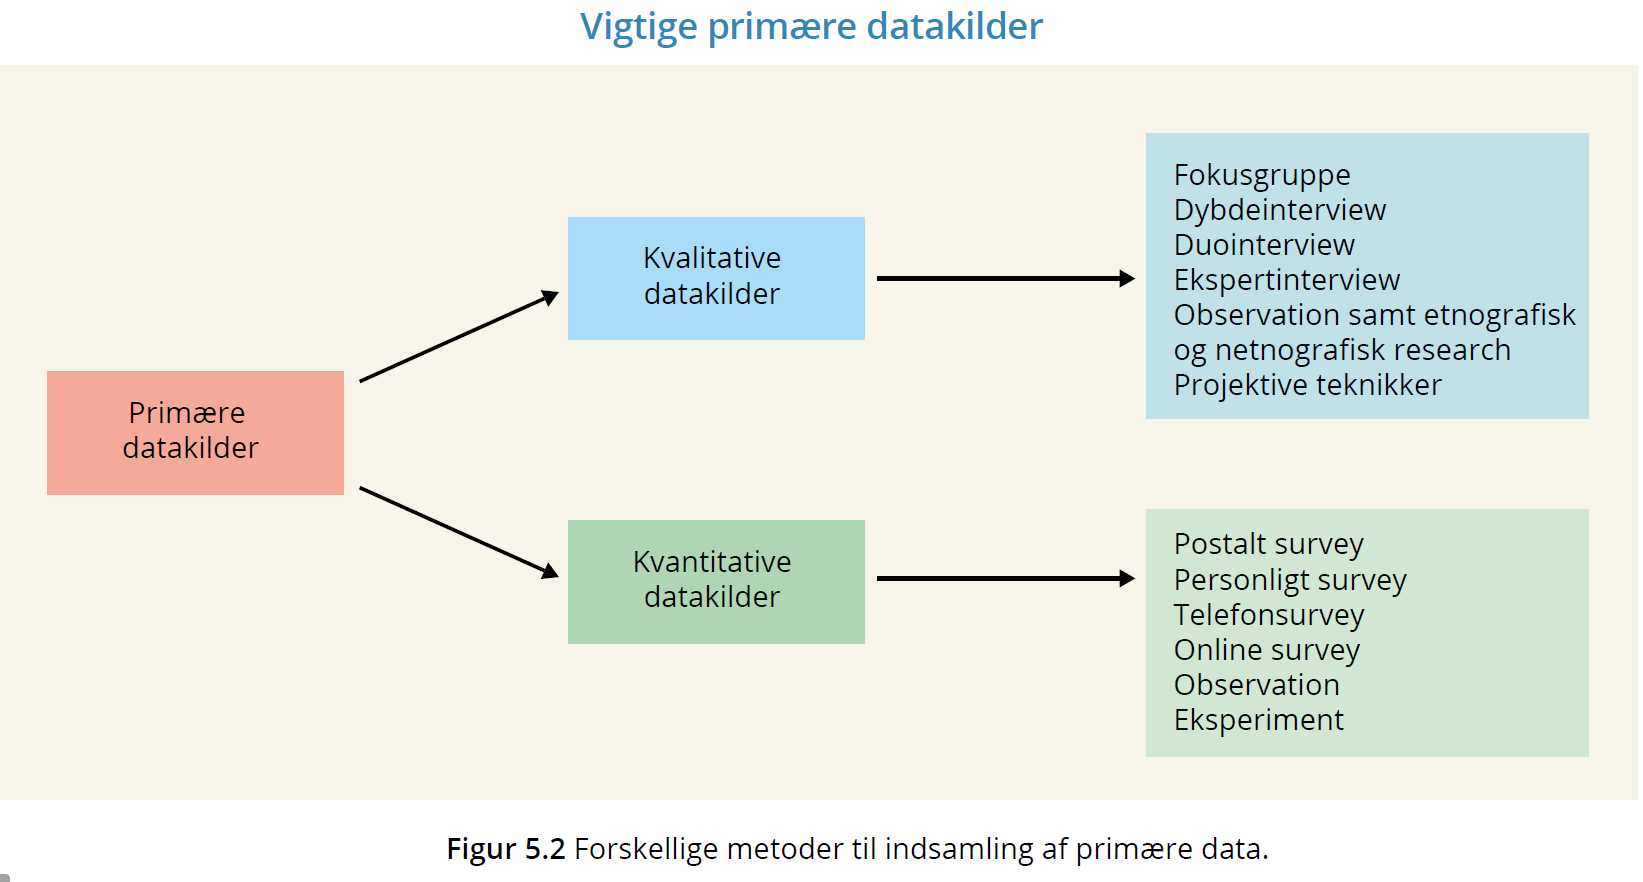 Vigtige primære datakilder
Primære
datakilder
Kvalitative
datakilder
Fokusgruppe
Dybdeinterview
Duointerview
Ekspertinterview
Observation samt etnografisk
og netnografisk research
Projektive teknikker
Kvantitative
datakilder
Postalt survey
Personligt survey
Telefonsurvey
Online survey
Observation
Eksperiment
Figur 5.2 Forskellige metoder til indsamling af primære data.